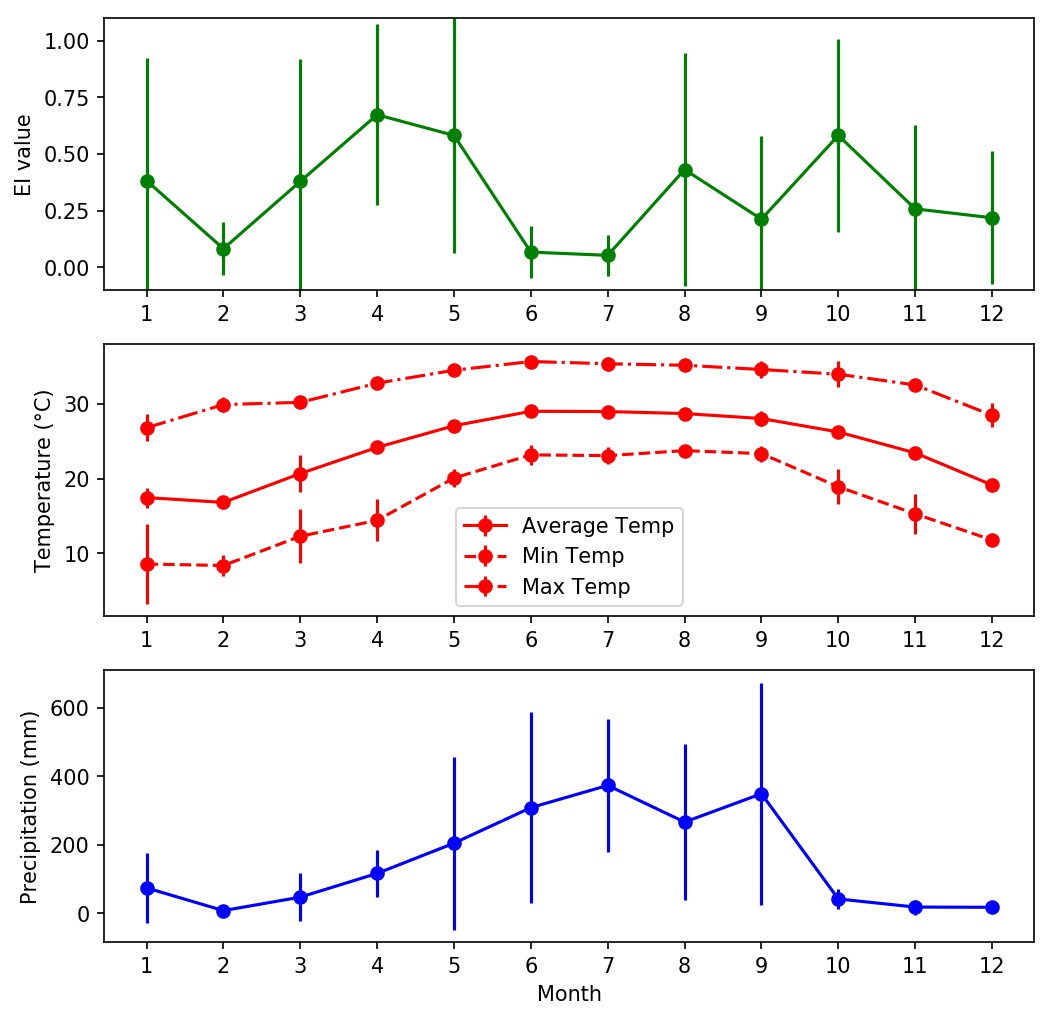 EI value
1.00
0.75
0.50
0.25
0.00
1 2 3 4 5 6 7 8 9 10 11 12
Temperature (°C)
30
20
10
Average Temp
Min Temp
Max Temp
1 2 3 4 5 6 7 8 9 10 11 12
Precipitation (mm)
600
400
200
0
1 2 3 4 5 6 7 8 9 10 11 12
Month